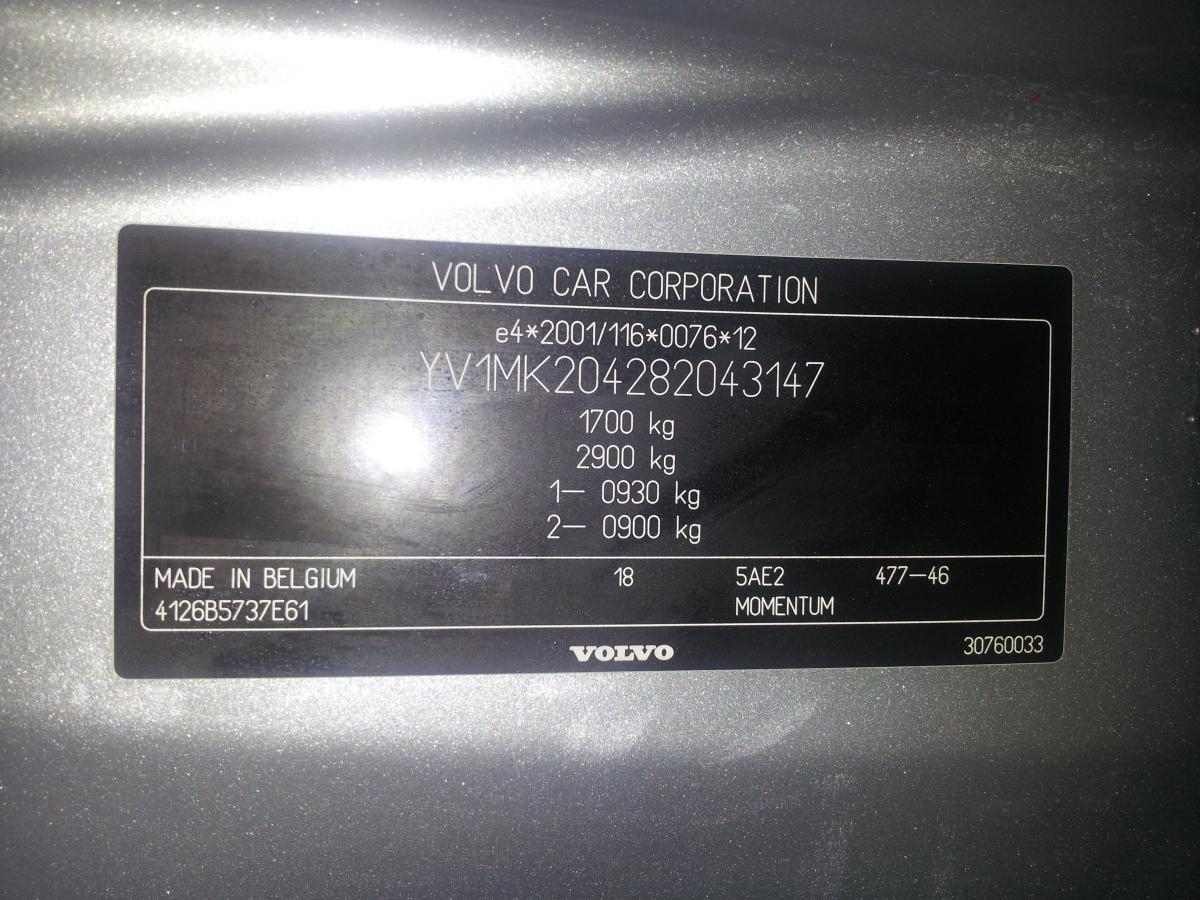 VOLVO CAR CORPORATION
e4*2001/116*0076*12
YV1MK204282043147
1700 kg
2900 kg
1— 0930 kg
2— 0900 kg
MADE IN BELGIUM 18 5AE2 477—46
4126B5737E61 MOMENTUM
VOLVO 30760033